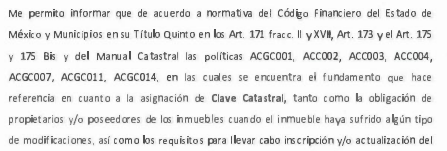 Me permito informar que de acuerdo a normativa del Código Financiero del Estado de
México y Municipios en su Título Quinto en los Art. 171 fracc. II y XVII, Art. 173 y el Art. 175
y 175 Bis y del Manual Catastral las políticas ACGC001, ACC002, ACC003, ACC004,
ACGC007, ACGC011, ACGC014, en las cuales se encuentra el fundamento que hace
referencia en cuanto a la asignación de Clave Catastral, tanto como la obligación de
propietarios y/o poseedores de los inmuebles cuando el inmueble haya sufrido algún tipo
de modificaciones, así como los requisitos para llevar cabo inscripción y/o actualización del